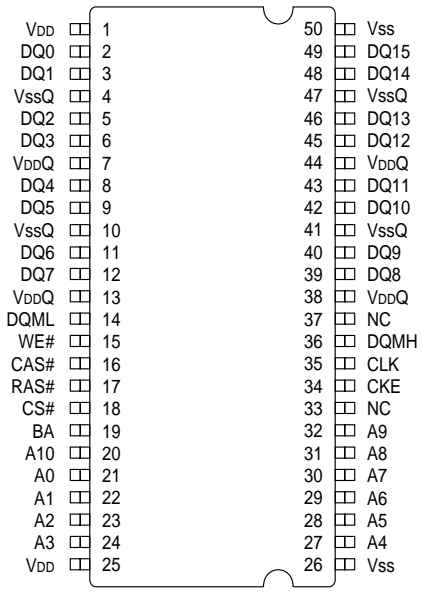 VDD 1 50 Vss
DQ0 2 49 DQ15
DQ1 3 48 DQ14
VssQ 4 47 VssQ
DQ2 5 46 DQ13
DQ3 6 45 DQ12
VDDQ 7 44 VDDQ
DQ4 8 43 DQ11
DQ5 9 42 DQ10
VssQ 10 41 VssQ
DQ6 11 40 DQ9
DQ7 12 39 DQ8
VDDQ 13 38 VDDQ
DQML 14 37 NC
WE# 15 36 DQMH
CAS# 16 35 CLK
RAS# 17 34 CKE
CS# 18 33 NC
BA 19 32 A9
A10 20 31 A8
A0 21 30 A7
A1 22 29 A6
A2 23 28 A5
A3 24 27 A4
VDD 25 26 Vss